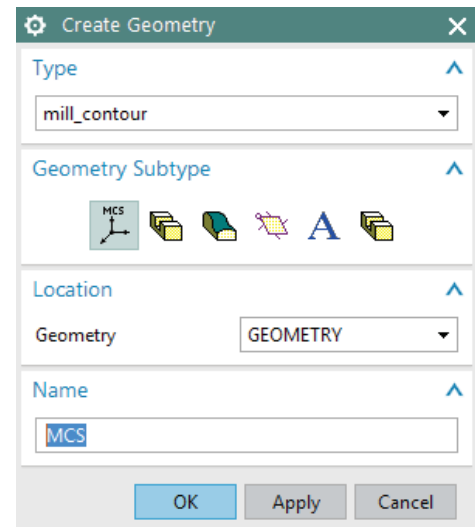 Create Geometry
Type
mill_contour
Geometry Subtype
MCS
A
Location
Geometry GEOMETRY
Name
MCS
OK Apply Cancel